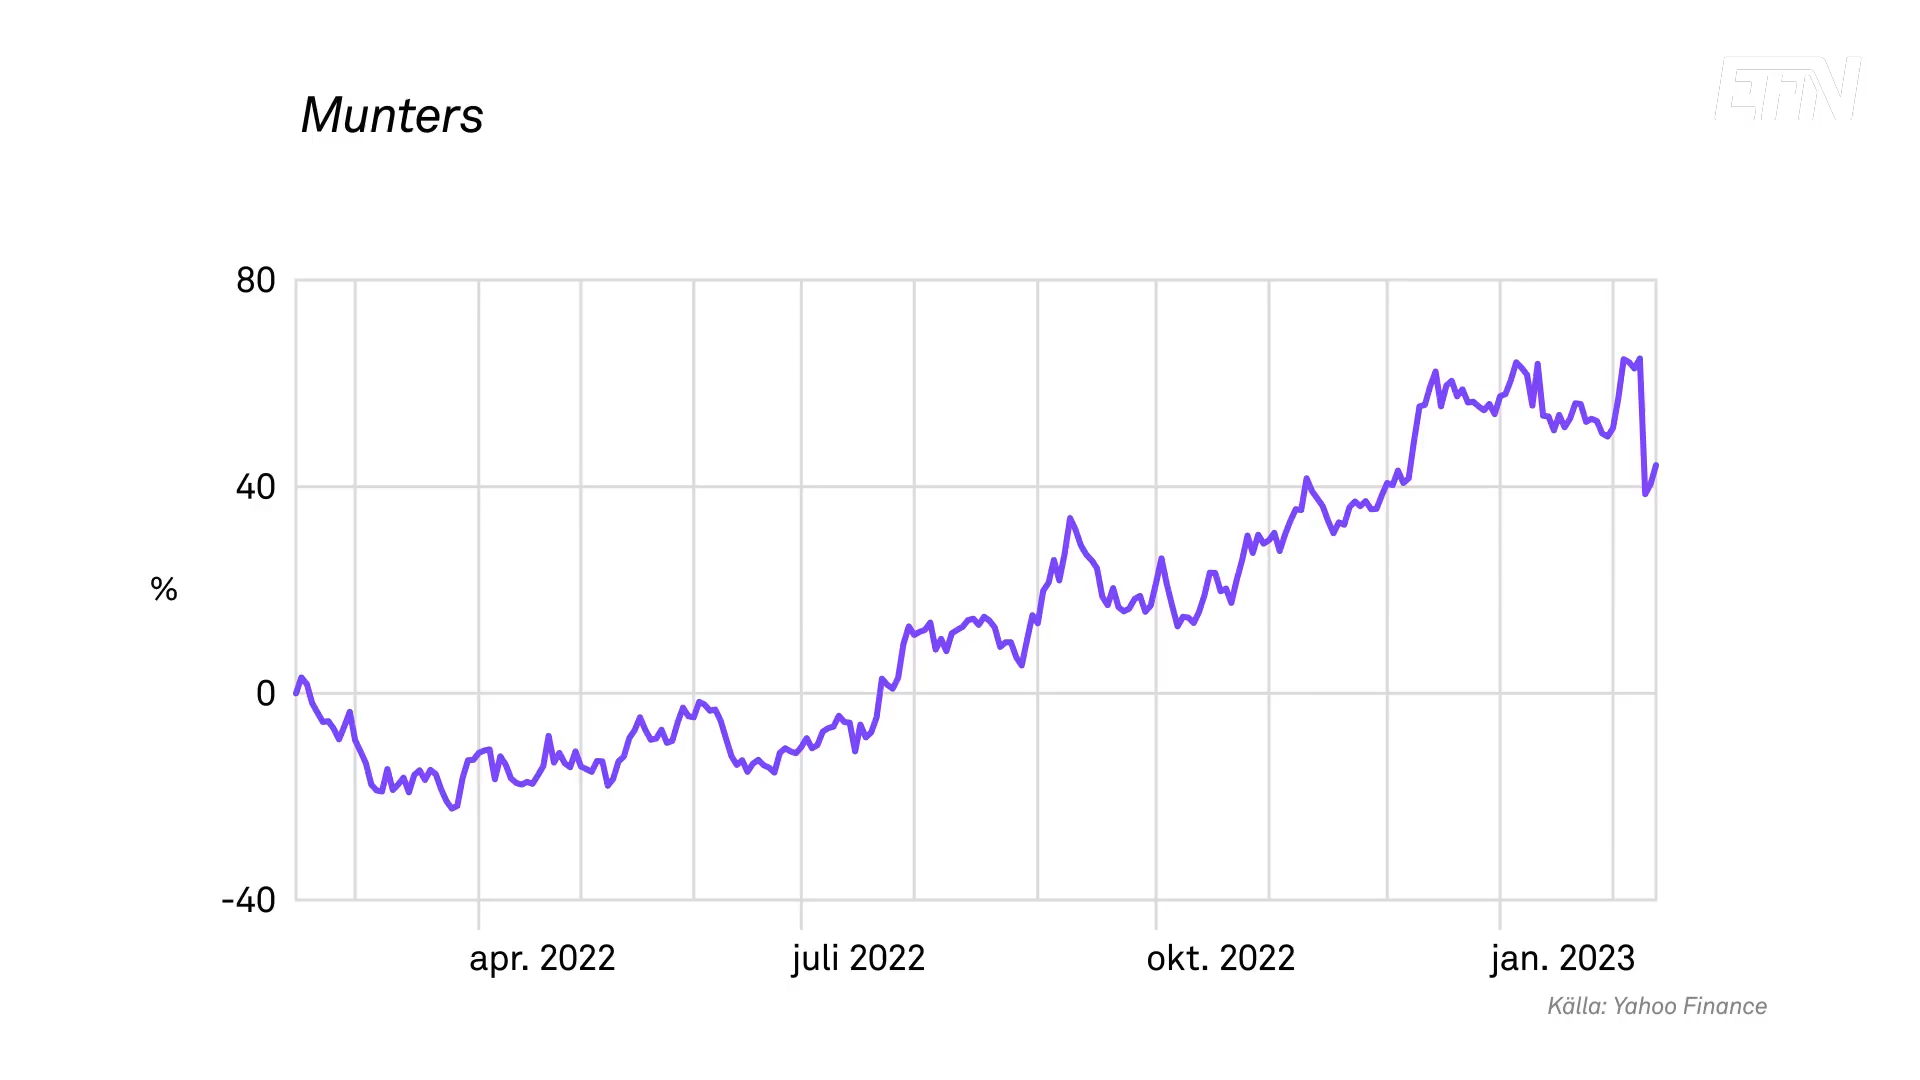 Munters
EFN
80
40
%
0
-40
apr. 2022 juli 2022 okt. 2022 jan. 2023
Källa: Yahoo Finance